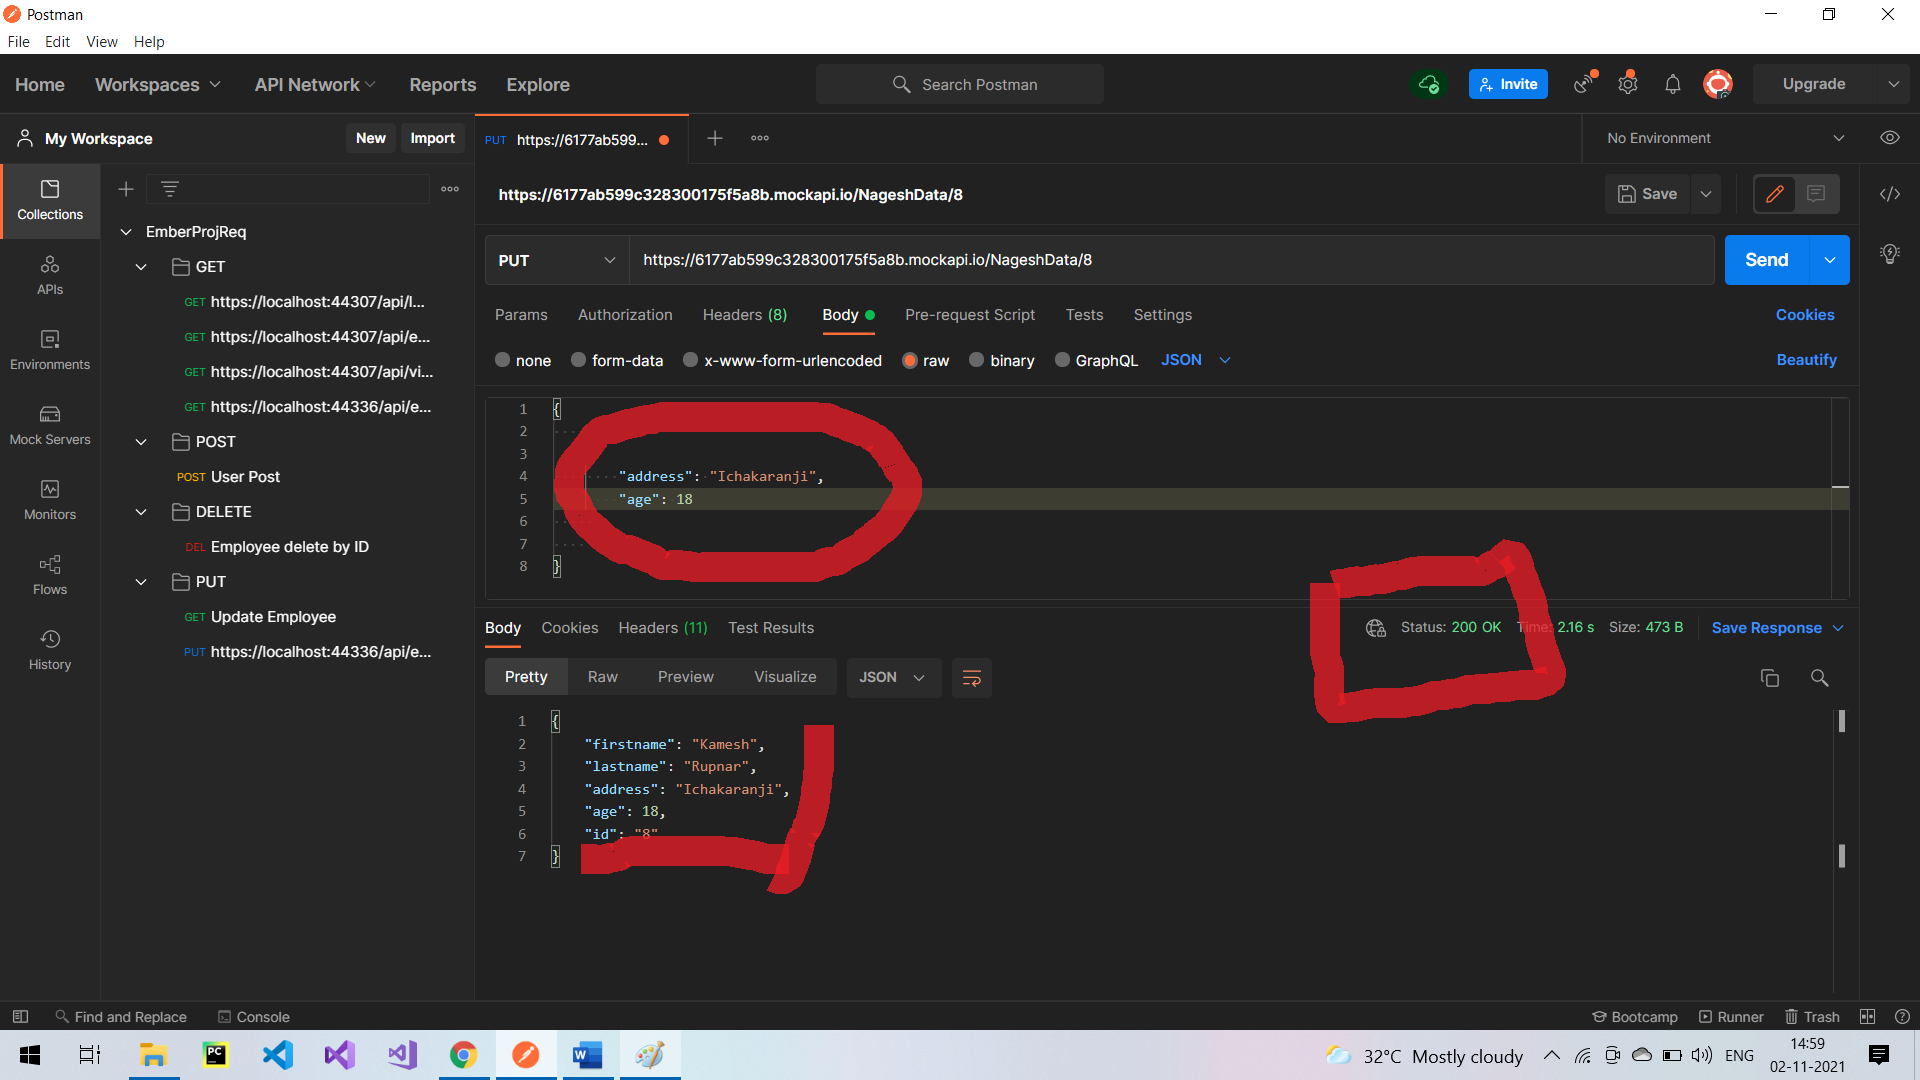 Postman
File Edit View Help
Home Workspaces API Network Reports Explore Search Postman Invite Upgrade
My Workspace New Import PUT https://6177ab599... No Environment
Collections
APIs
Environments
Mock Servers
Monitors
Flows
History
EmberProjReq
GET
GET https://localhost:44307/api/l...
GET https://localhost:44307/api/e...
GET https://localhost:44307/api/vi...
GET https://localhost:44336/api/e...
POST
POST User Post
DELETE
DEL Employee delete by ID
PUT
GET Update Employee
PUT https://localhost:44336/api/e...
https://6177ab599c328300175f5a8b.mockapi.io/NageshData/8 Save
PUT https://6177ab599c328300175f5a8b.mockapi.io/NageshData/8 Send
Params Authorization Headers (8) Body Pre-request Script Tests Settings Cookies
none form-data x-www-form-urlencoded raw binary GraphQL JSON Beautify
1 {
2
3
4 "address": "Ichakaranji",
5 "age": 18
6
7
8 }
Body Cookies Headers (11) Test Results Status: 200 OK Time: 2.16 s Size: 473 B Save Response
Pretty Raw Preview Visualize JSON
1 {
2 "firstname": "Kamesh",
3 "lastname": "Rupnar",
4 "address": "Ichakaranji",
5 "age": 18,
6 "id": "8"
7 }
Find and Replace Console Bootcamp Runner Trash
PC W 32°C Mostly cloudy ENG 14:59
02-11-2021